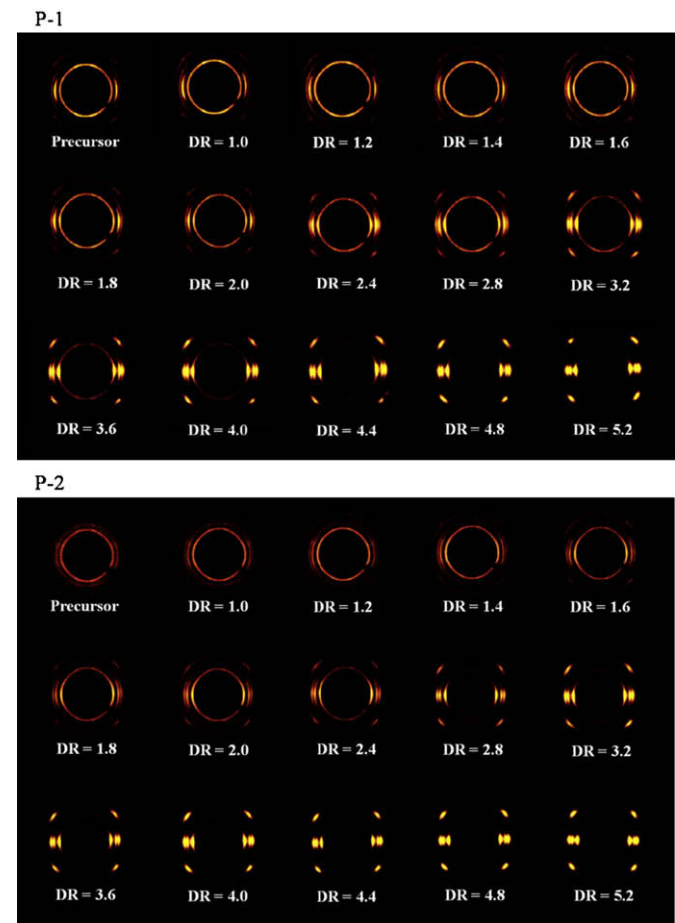 P-1
Precursor DR = 1.0 DR = 1.2 DR = 1.4 DR = 1.6
DR = 1.8 DR = 2.0 DR = 2.4 DR = 2.8 DR = 3.2
DR = 3.6 DR = 4.0 DR = 4.4 DR = 4.8 DR = 5.2
P-2
Precursor DR = 1.0 DR = 1.2 DR = 1.4 DR = 1.6
DR = 1.8 DR = 2.0 DR = 2.4 DR = 2.8 DR = 3.2
DR = 3.6 DR = 4.0 DR = 4.4 DR = 4.8 DR = 5.2